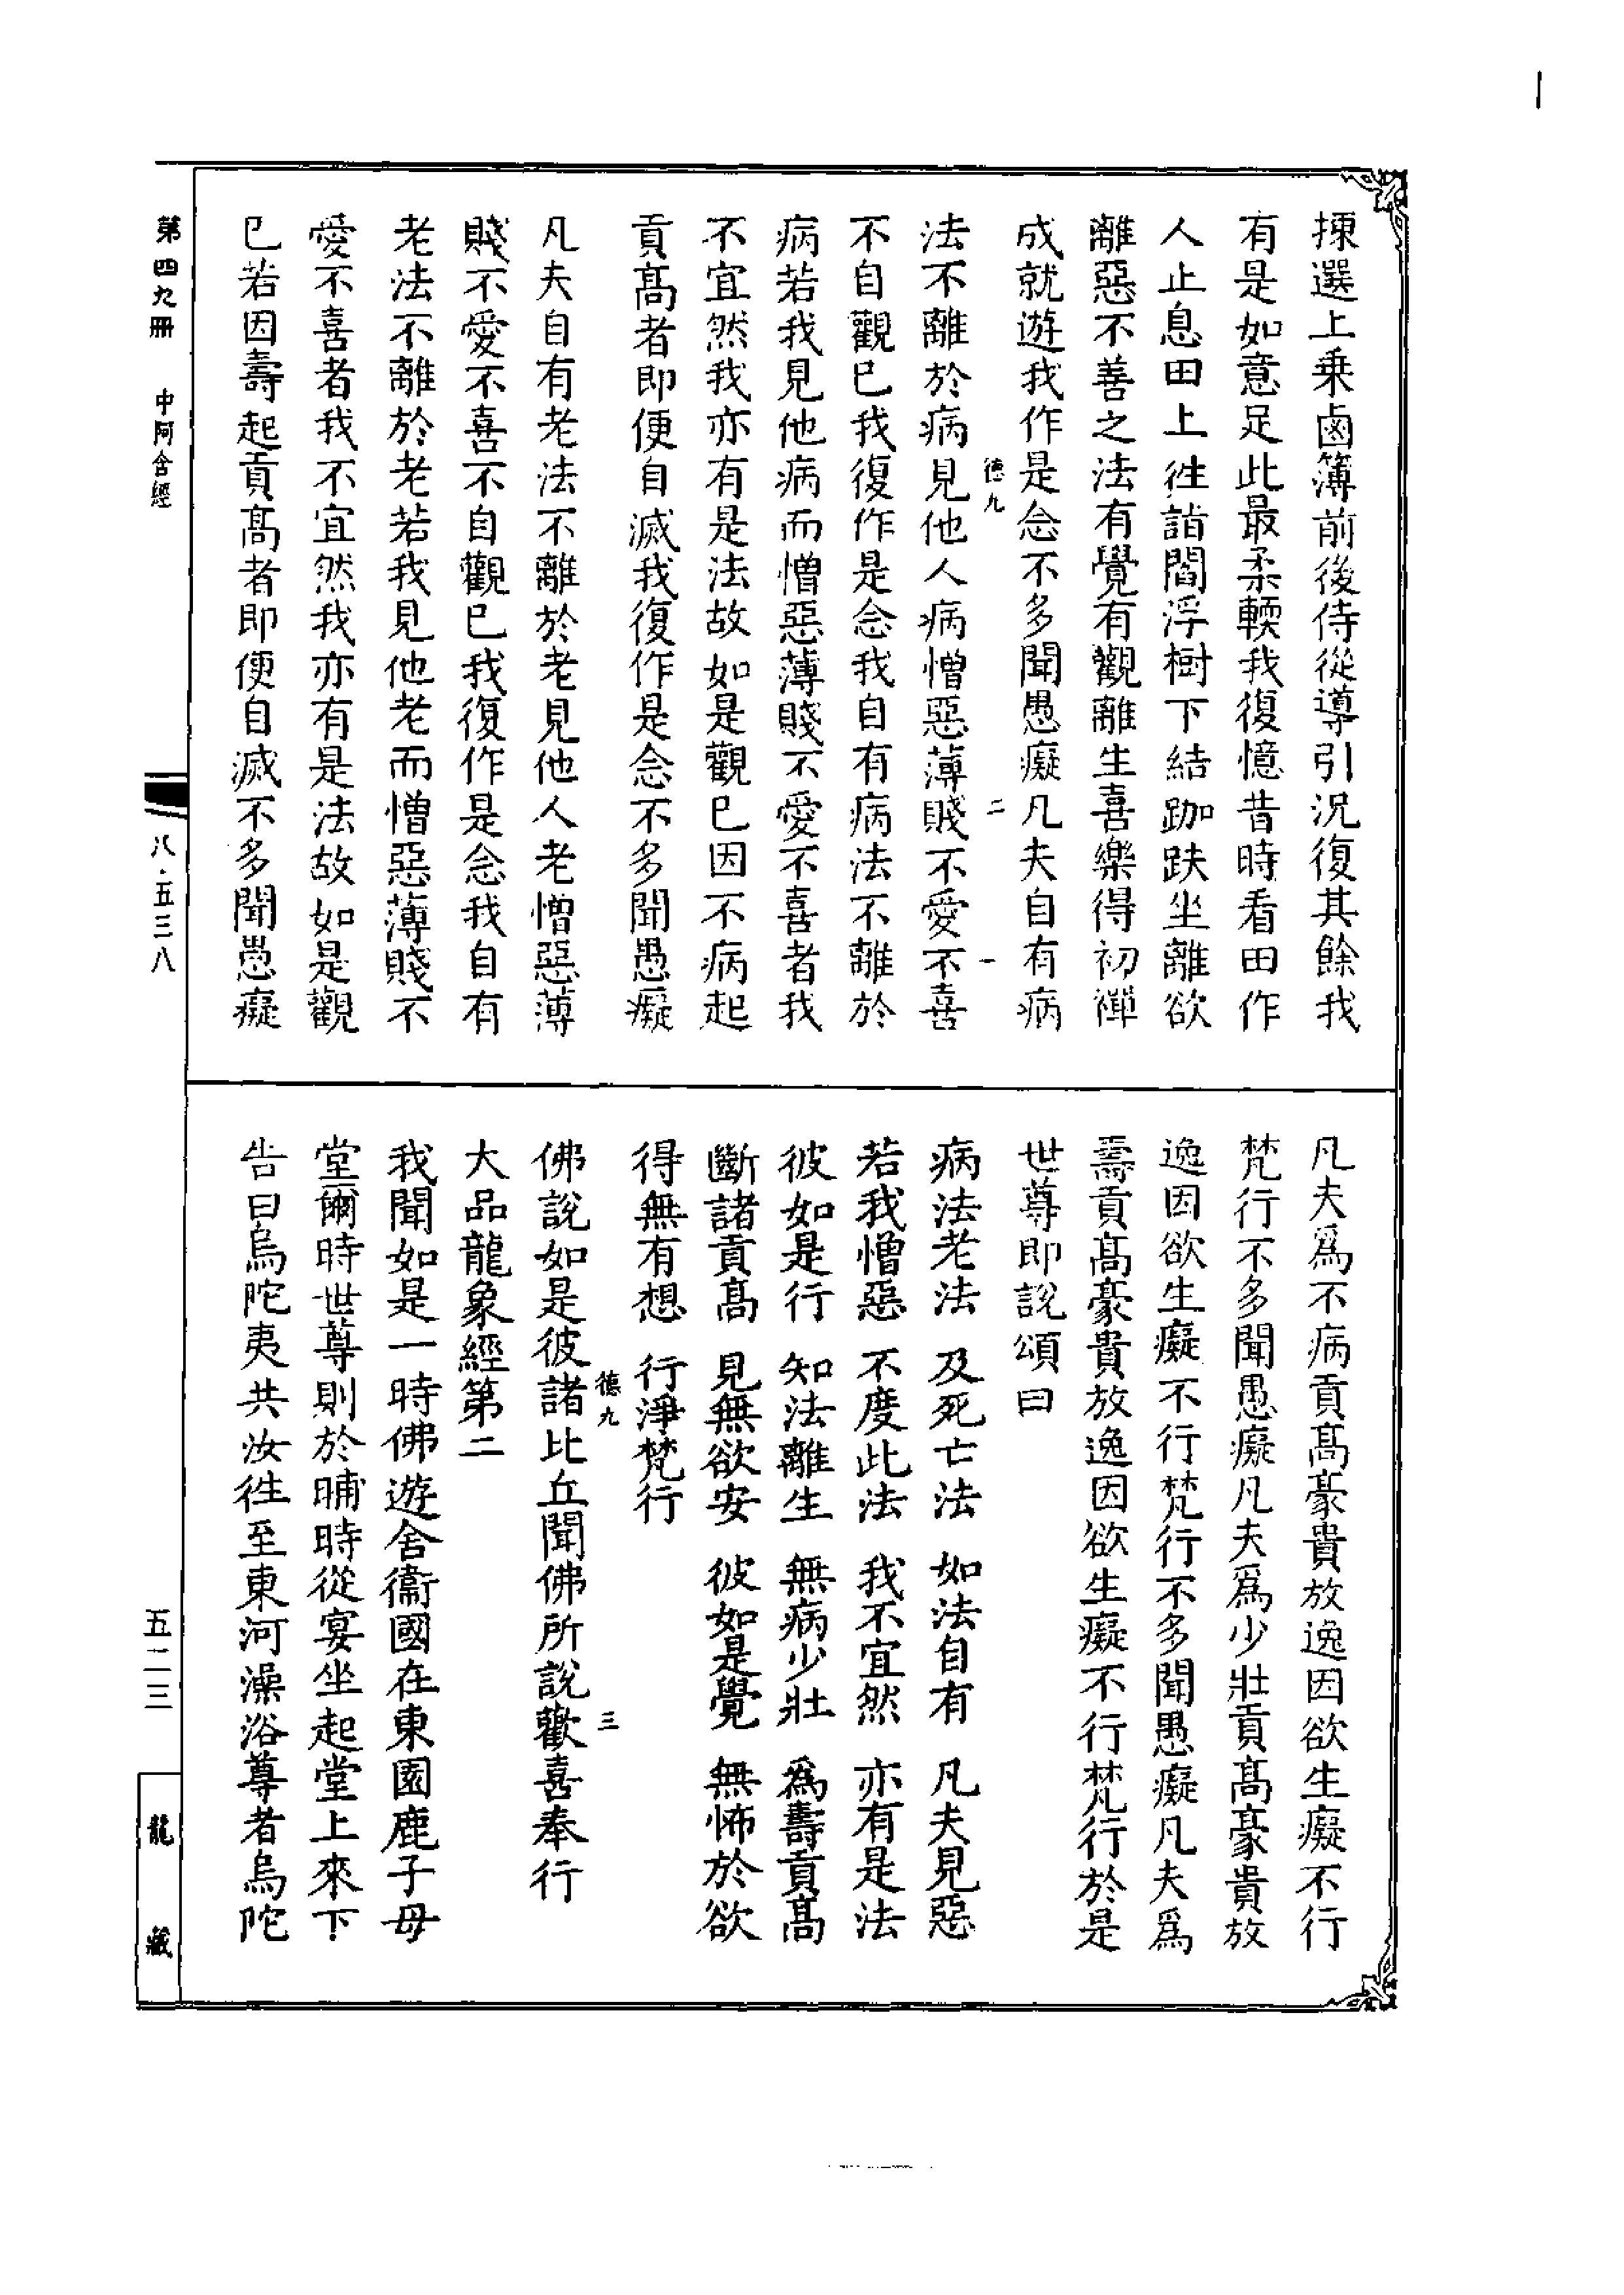 揀選上乘鹵簿前後侍從導引況復其餘我
有是如意足此最柔輭我復憶昔時看田作
人止息田上徃詣閻浮樹下結跏趺坐離欲
離惡不善之法有覺有觀離生喜樂得初禪
成就遊我作是念不多聞愚癡凡夫自有病
德九 二 一
法不離於病見他人病憎惡薄賤不愛不喜
不自觀已我復作是念我自有病法不離於
病若我見他病而憎惡薄賤不愛不喜者我
不宜然我亦有是法故如是觀已因不病起
貢高者即便自滅我復作是念不多聞愚癡
凡夫自有老法不離於老見他人老憎惡薄
賤不愛不喜不自觀已我復作是念我自有
老法不離於老若我見他老而憎惡薄賤不
愛不喜者我不宜然我亦有是法故如是觀
已若因壽起貢高者即便自滅不多聞愚癡
凡夫爲不病貢高豪貴放逸因欲生癡不行
梵行不多聞愚癡凡夫爲少壯貢高豪貴放
逸因欲生癡不行梵行不多聞愚癡凡夫爲
壽貢高豪貴放逸因欲生癡不行梵行於是
世尊即說頌曰
病法老法 及死亡法 如法自有 凡夫見惡
若我憎惡 不度此法 我不宜然 亦有是法
彼如是行 知法離生 無病少壯 爲壽貢高
斷諸貢高 見無欲安 彼如是覺 無怖於欲
得無有想 行淨梵行
德九 三
佛說如是彼諸比丘聞佛所說歡喜奉行
大品龍象經第二
我聞如是一時佛遊舍衞國在東園鹿子母
堂爾時世尊則於晡時從宴坐起堂上來下
告曰烏陀夷共汝徃至東河澡浴尊者烏陀
第四九冊 中阿含經
八·五三八
五二三
龍藏